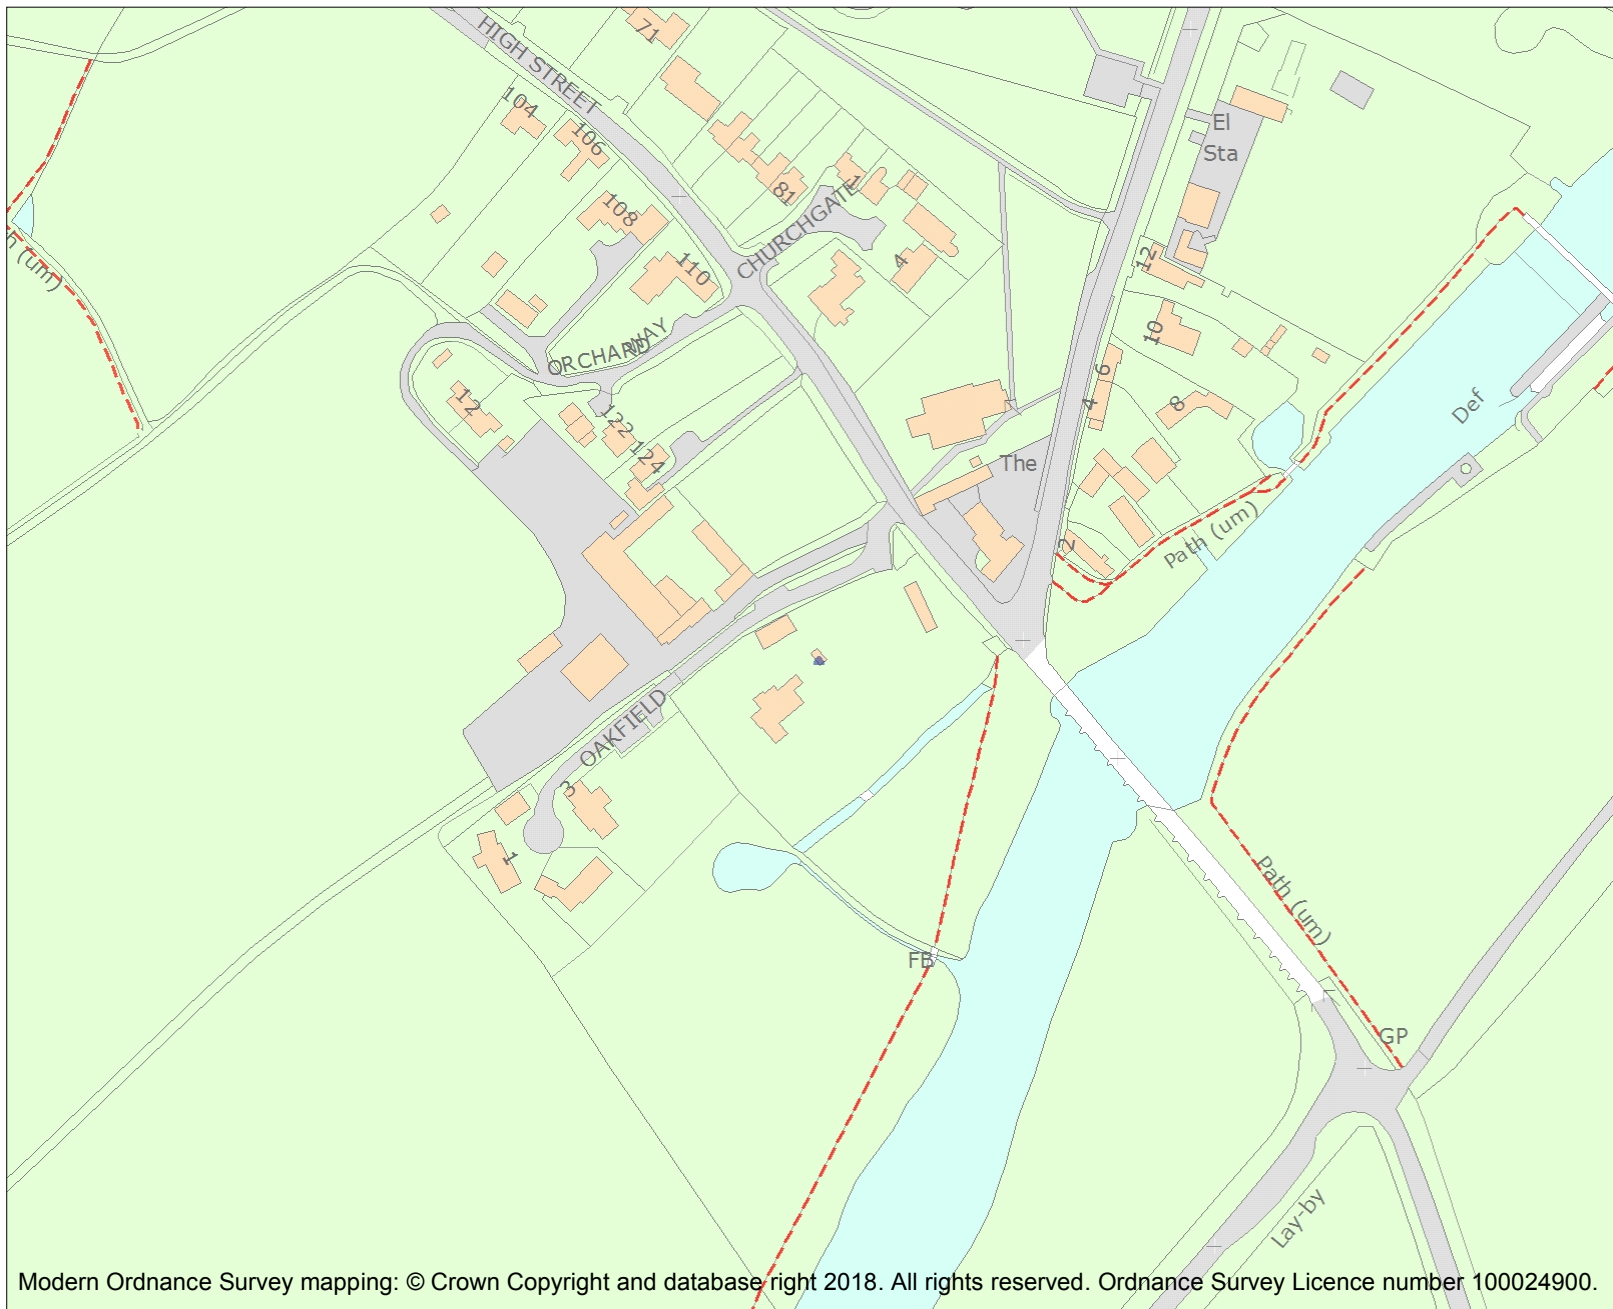 HIGH STREET
71
104
106
108
110
81
CHURCHGATE
1
4
El
Sta
12
10
6
4
8
2
The
Def
Path (um)
h (um)
ORCHARD
WAY
12
122
124
OAKFIELD
3
1
FB
Path (um)
GP
Lay-by
Modern Ordnance Survey mapping: © Crown Copyright and database right 2018. All rights reserved. Ordnance Survey Licence number 100024900.